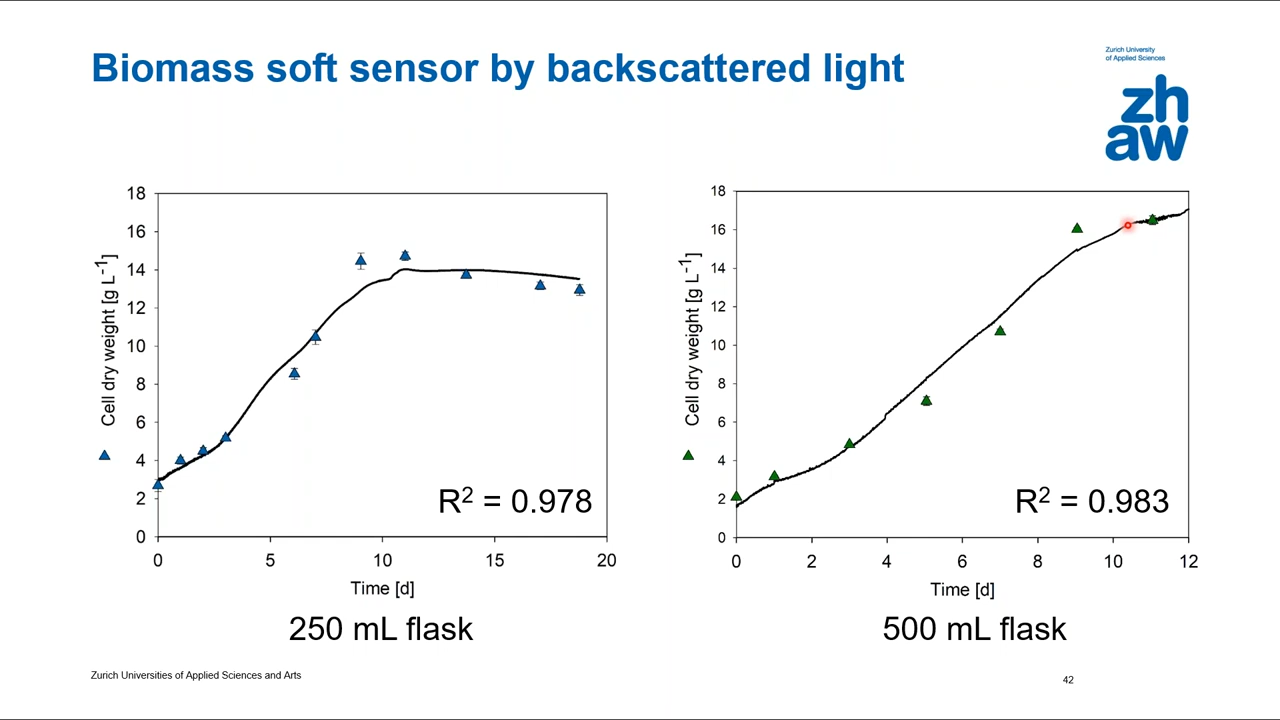 Biomass soft sensor by backscattered light
Zurich University
of Applied Sciences
zh
aw
18
16
14
12
10
8
6
4
2
0
Cell dry weight [g L-1]
0
5
10
15
20
Time [d]
R2 = 0.978
250 mL flask
18
16
14
12
10
8
6
4
2
0
Cell dry weight [g L-1]
0
2
4
6
8
10
12
Time [d]
R2 = 0.983
500 mL flask
Zurich Universities of Applied Sciences and Arts
42